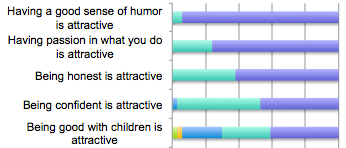 Having a good sense of humor
is attractive
Having passion in what you do
is attractive
Being honest is attractive
Being confident is attractive
Being good with children is
attractive